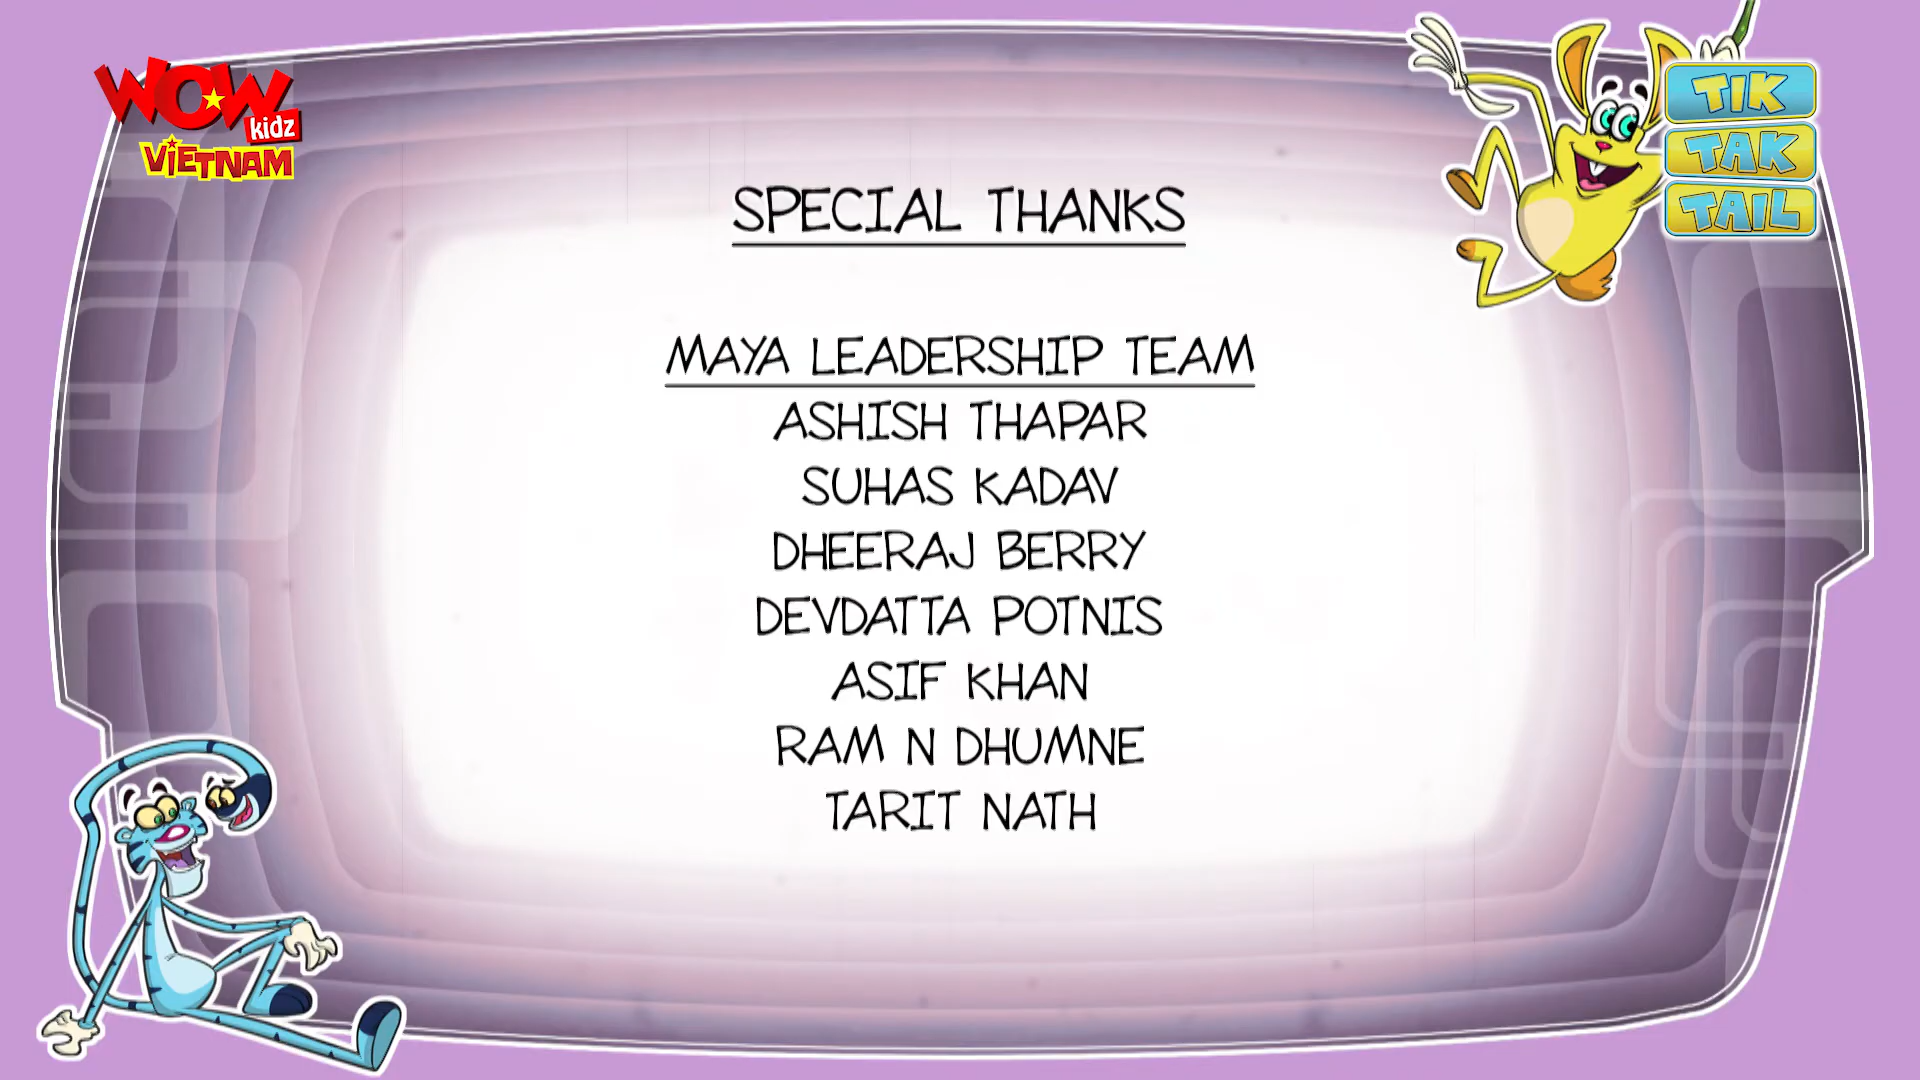 WOW
kidz
VIETNAM
TIK
TAK
TAIL
SPECIAL THANKS
MAYA LEADERSHIP TEAM
ASHISH THAPAR
SUHAS KADAV
DHEERAJ BERRY
DEVDATTA POTNIS
ASIF KHAN
RAM N DHUMNE
TARIT NATH